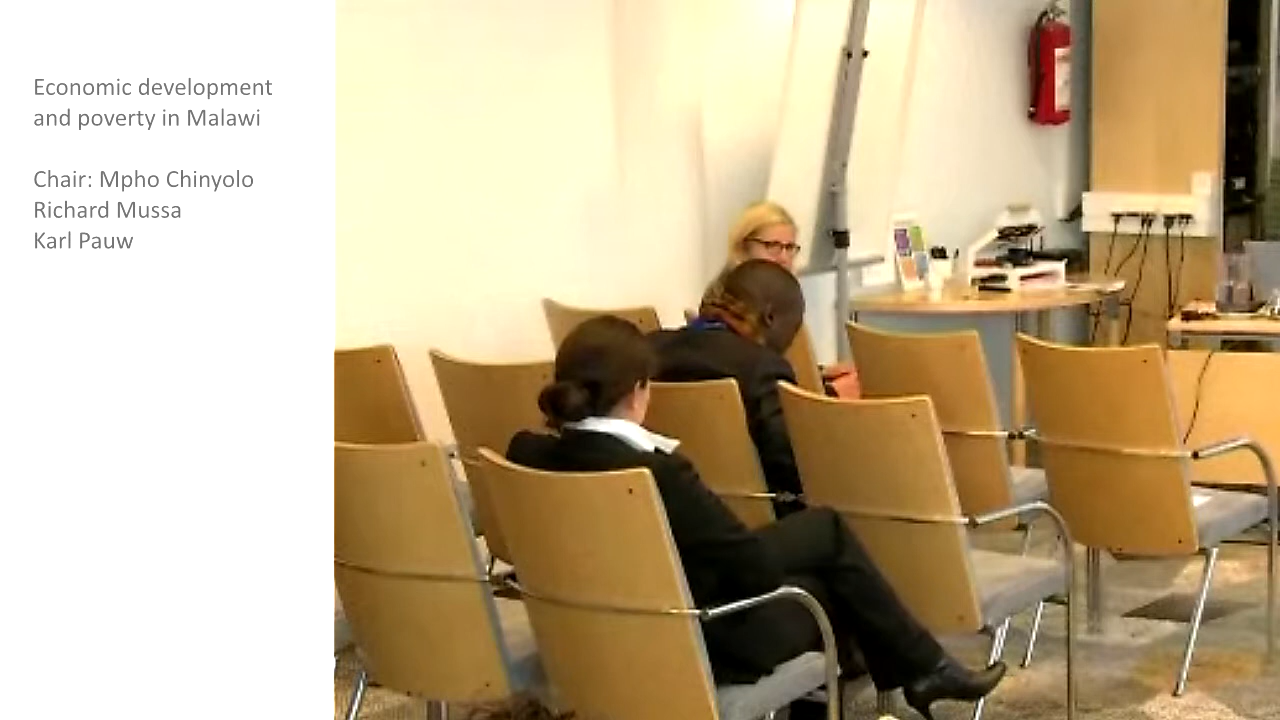 Economic development
and poverty in Malawi
Chair: Mpho Chinyolo
Richard Mussa
Karl Pauw